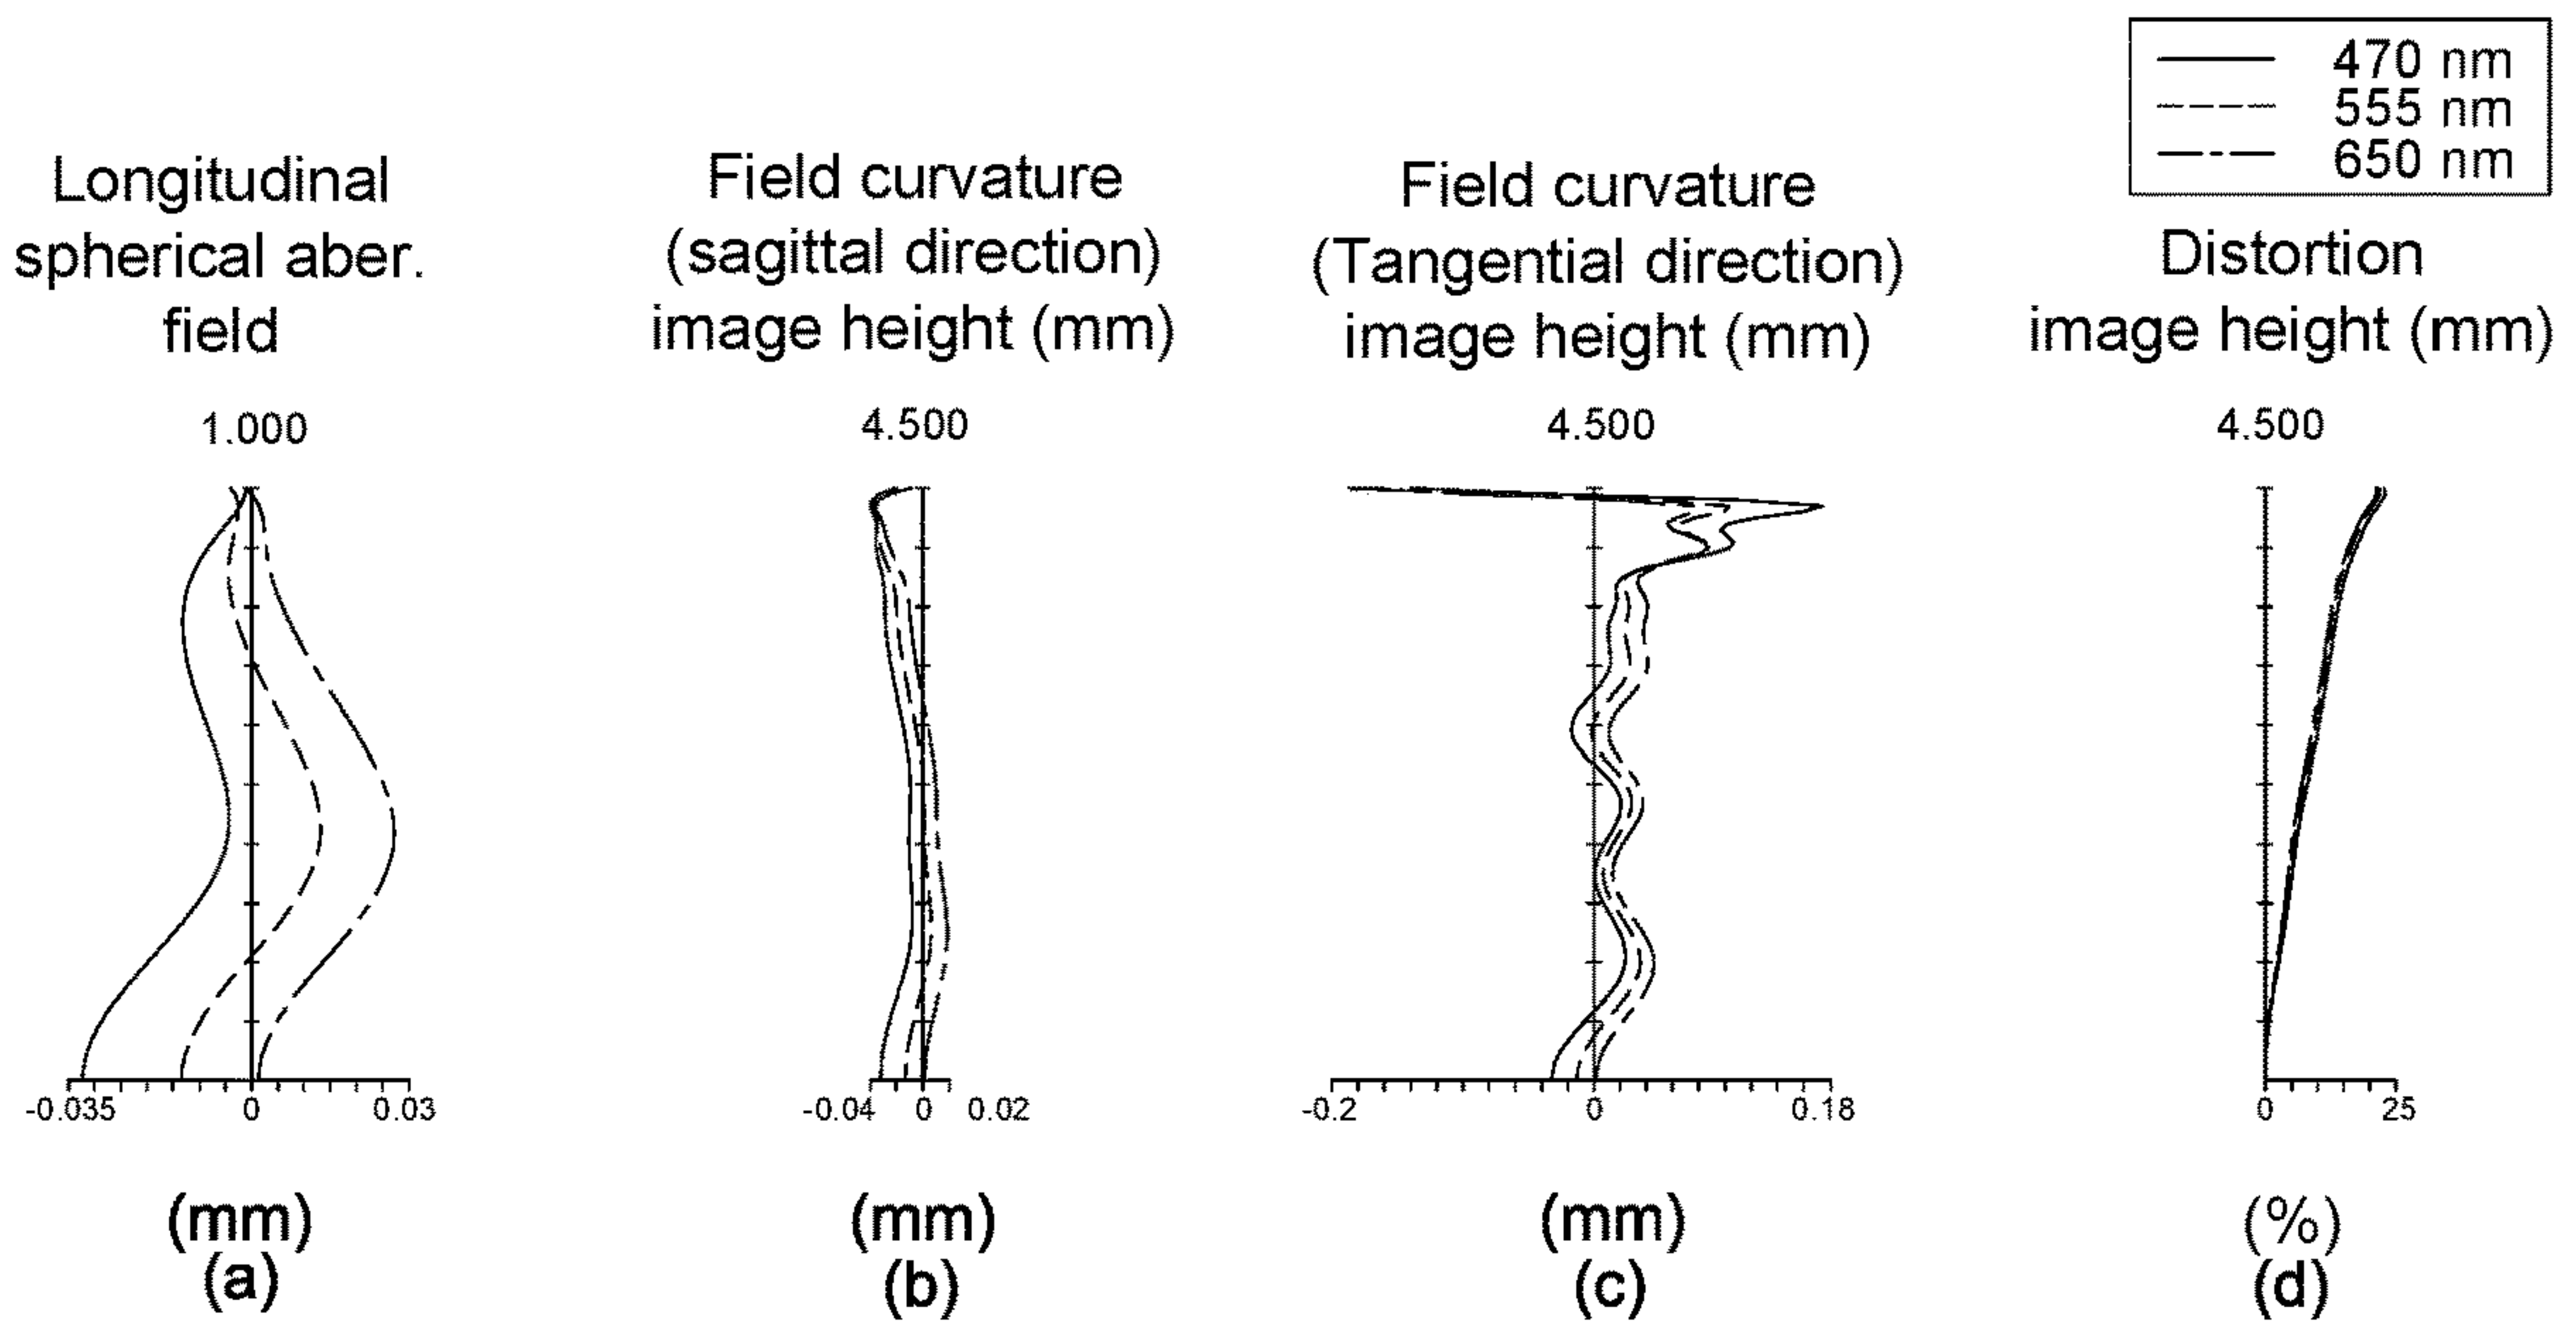 470 nm
555 nm
650 nm
Longitudinal
spherical aber.
field
1.000
-0.035 0 0.03
(mm)
(a)
Field curvature
(sagittal direction)
image height (mm)
4.500
-0.04 0 0.02
(mm)
(b)
Field curvature
(Tangential direction)
image height (mm)
4.500
-0.2 0 0.18
(mm)
(c)
Distortion
image height (mm)
4.500
0 25
(%)
(d)